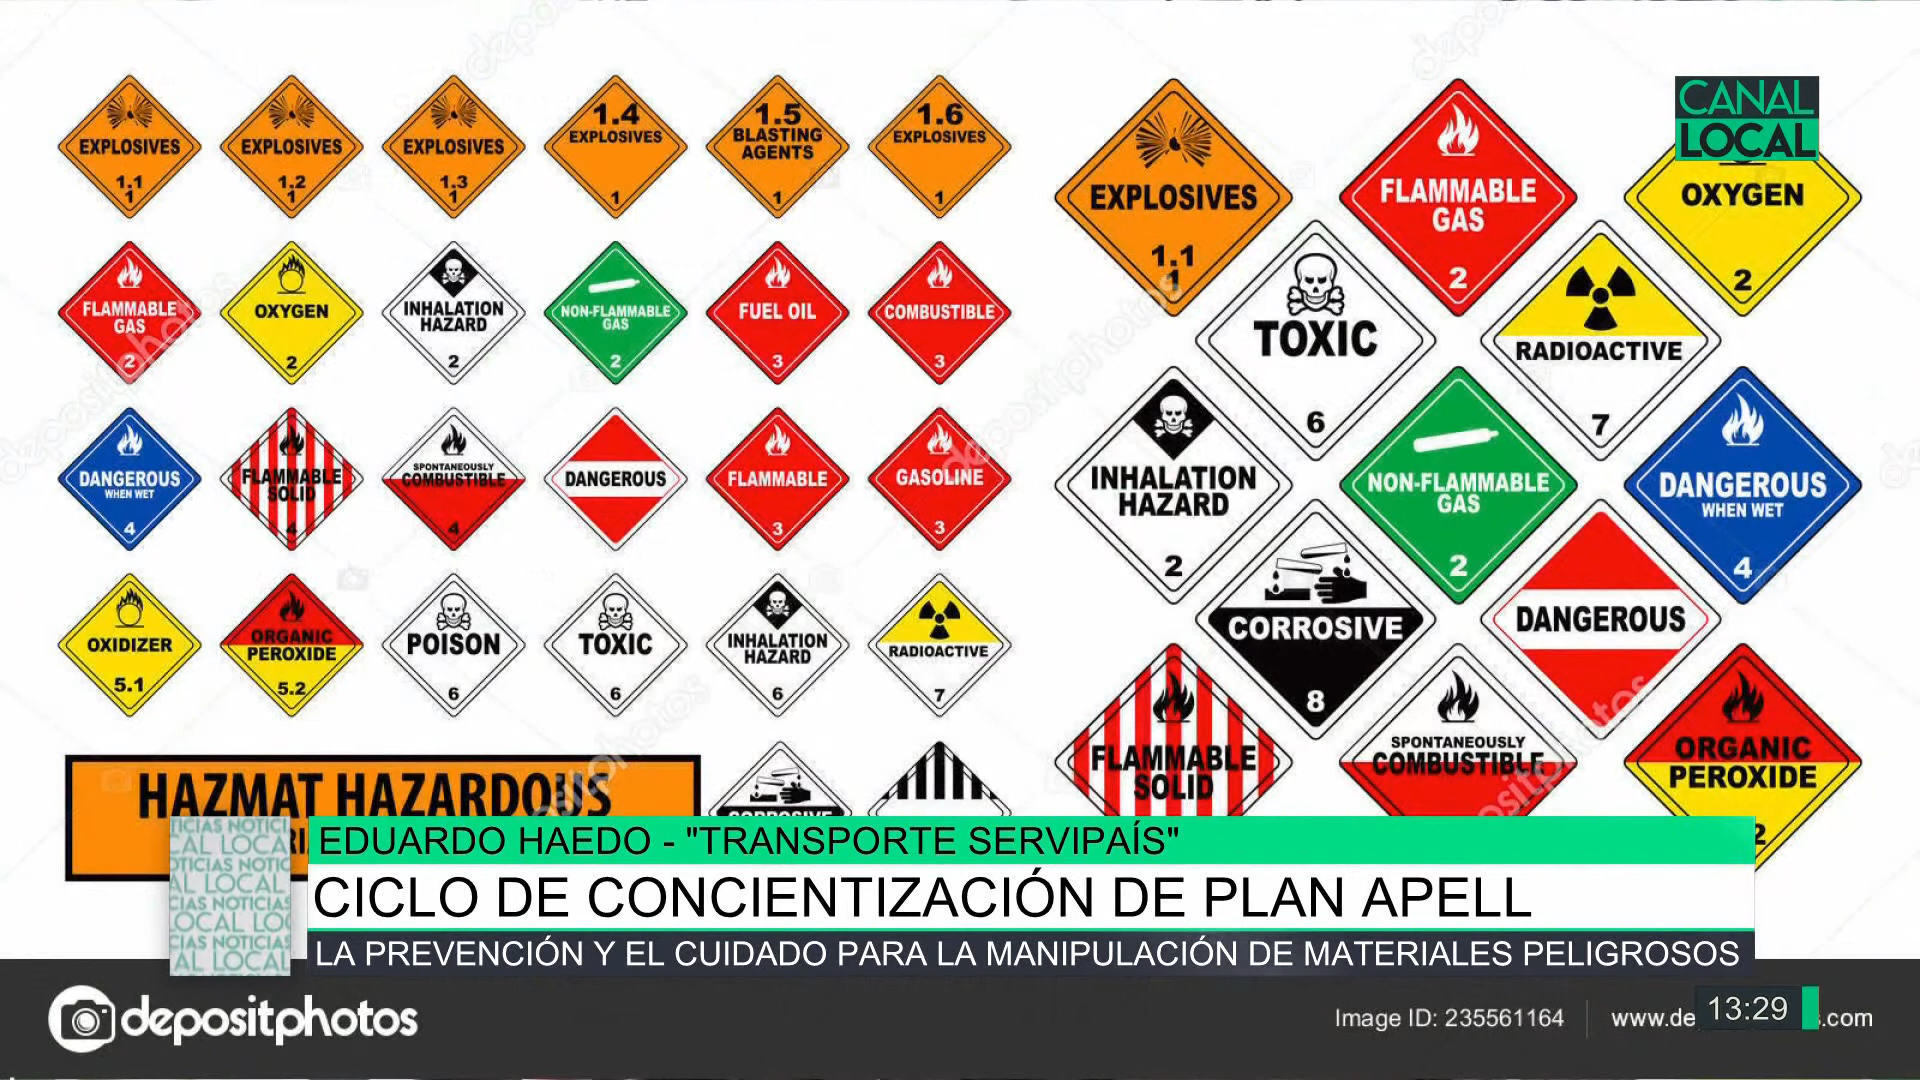 EXPLOSIVES
1.1
1
EXPLOSIVES
1.2
1
EXPLOSIVES
1.3
1
1.4
EXPLOSIVES
1
1.5
BLASTING
AGENTS
1
1.6
EXPLOSIVES
1
FLAMMABLE
GAS
2
OXYGEN
2
INHALATION
HAZARD
2
NON-FLAMMABLE
GAS
2
FUEL OIL
3
COMBUSTIBLE
3
DANGEROUS
WHEN WET
4
FLAMMABLE
SOLID
4
SPONTANEOUSLY
COMBUSTIBLE
4
DANGEROUS
FLAMMABLE
3
GASOLINE
3
OXIDIZER
5.1
ORGANIC
PEROXIDE
5.2
POISON
6
TOXIC
6
INHALATION
HAZARD
6
RADIOACTIVE
7
HAZMAT HAZARDOUS
CORROSIVE
EXPLOSIVES
1.1
1
FLAMMABLE
GAS
2
CANAL
LOCAL
OXYGEN
2
TOXIC
6
RADIOACTIVE
7
INHALATION
HAZARD
2
NON-FLAMMABLE
GAS
2
DANGEROUS
WHEN WET
4
CORROSIVE
8
DANGEROUS
FLAMMABLE
SOLID
SPONTANEOUSLY
COMBUSTIBLE
ORGANIC
PEROXIDE
2
EDUARDO HAEDO - "TRANSPORTE SERVIPAÍS"
CICLO DE CONCIENTIZACIÓN DE PLAN APELL
LA PREVENCIÓN Y EL CUIDADO PARA LA MANIPULACIÓN DE MATERIALES PELIGROSOS
depositphotos
Image ID: 235561164
www.de
13:29
.com